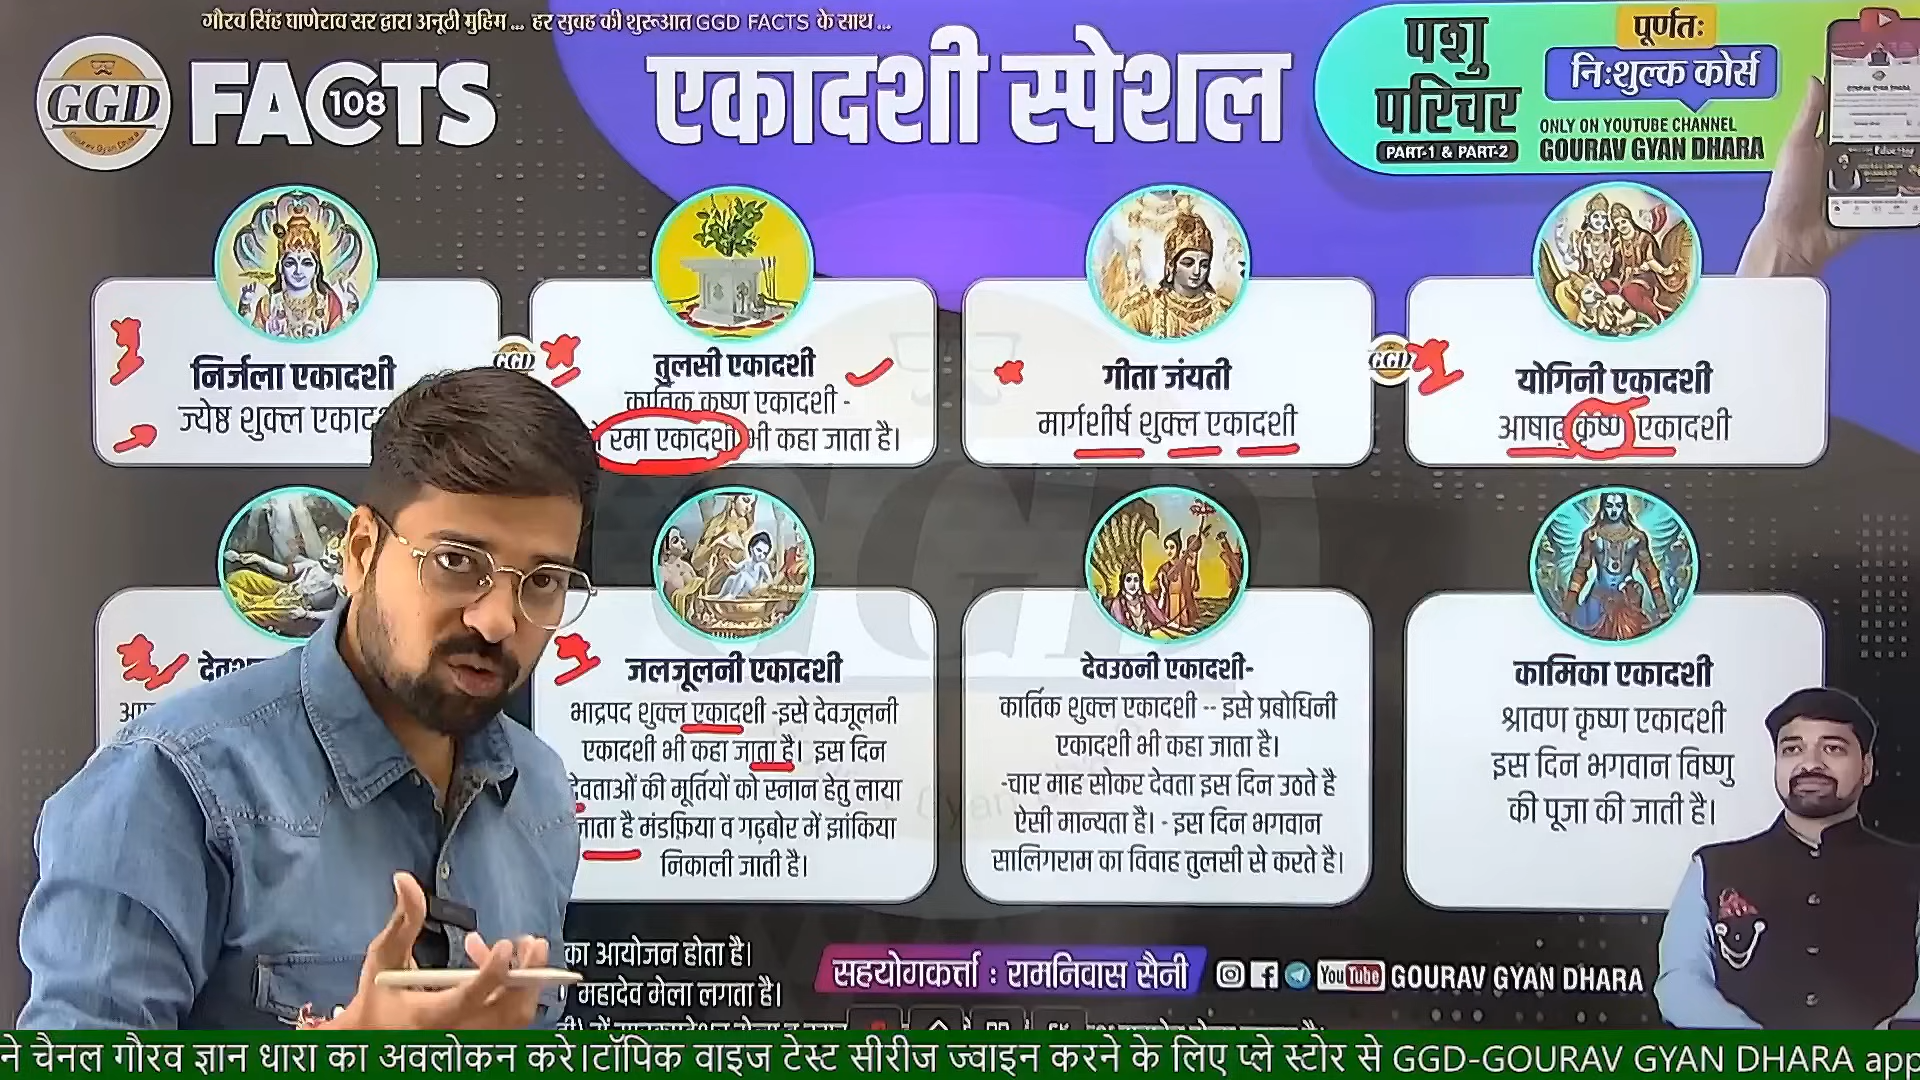 गौरव सिंह घाणेराव सर द्वारा अनूठी मुहिम ... हर सुबह की शुरूआत GGD FACTS के साथ ...
GGD
Gourav Gyan Dhara
FACTS
108
एकादशी स्पेशल
पशु
परिचर
PART-1 & PART-2
पूर्णतः
निःशुल्क कोर्स
ONLY ON YOUTUBE CHANNEL
GOURAV GYAN DHARA
निर्जला एकादशी
ज्येष्ठ शुक्ल
GGD
तुलसी एकादशी
कार्तिक कृष्ण एकादशी -
रमा एकादशी भी कहा जाता है।
गीता जंयती
मार्गशीर्ष शुक्ल एकादशी
GGD
योगिनी एकादशी
आषाढ़ कृष्ण एकादशी
जलजूलनी एकादशी
भाद्रपद शुक्ल एकादशी -इसे देवजूलनी
एकादशी भी कहा जाता है। इस दिन
देवताओं की मूर्तियों को स्नान हेतु लाया
जाता है मंडफ़िया व गढ़बोर में झांकिया
निकाली जाती है।
देवउठनी एकादशी-
कार्तिक शुक्ल एकादशी -- इसे प्रबोधिनी
एकादशी भी कहा जाता है।
-चार माह सोकर देवता इस दिन उठते है
ऐसी मान्यता है। - इस दिन भगवान
सालिगराम का विवाह तुलसी से करते है।
कामिका एकादशी
श्रावण कृष्ण एकादशी
इस दिन भगवान विष्णु
की पूजा की जाती है।
का आयोजन होता है।
महादेव मेला लगता है।
सहयोगकर्त्ता : रामनिवास सैनी
YouTube GOURAV GYAN DHARA
ने चैनल गौरव ज्ञान धारा का अवलोकन करे।टॉपिक वाइज टेस्ट सीरीज ज्वाइन करने के लिए प्ले स्टोर से GGD-GOURAV GYAN DHARA app